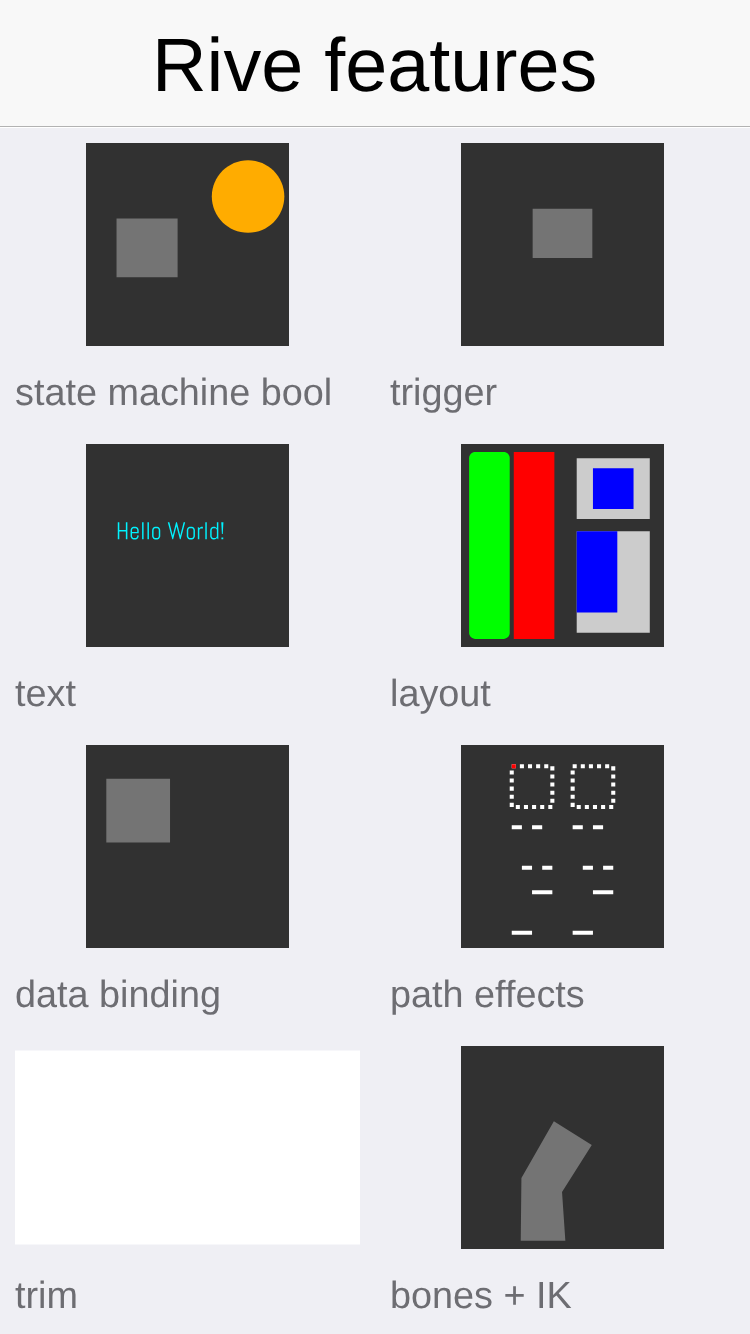 Rive features
state machine bool
trigger
Hello World!
text
layout
data binding
path effects
trim
bones + IK